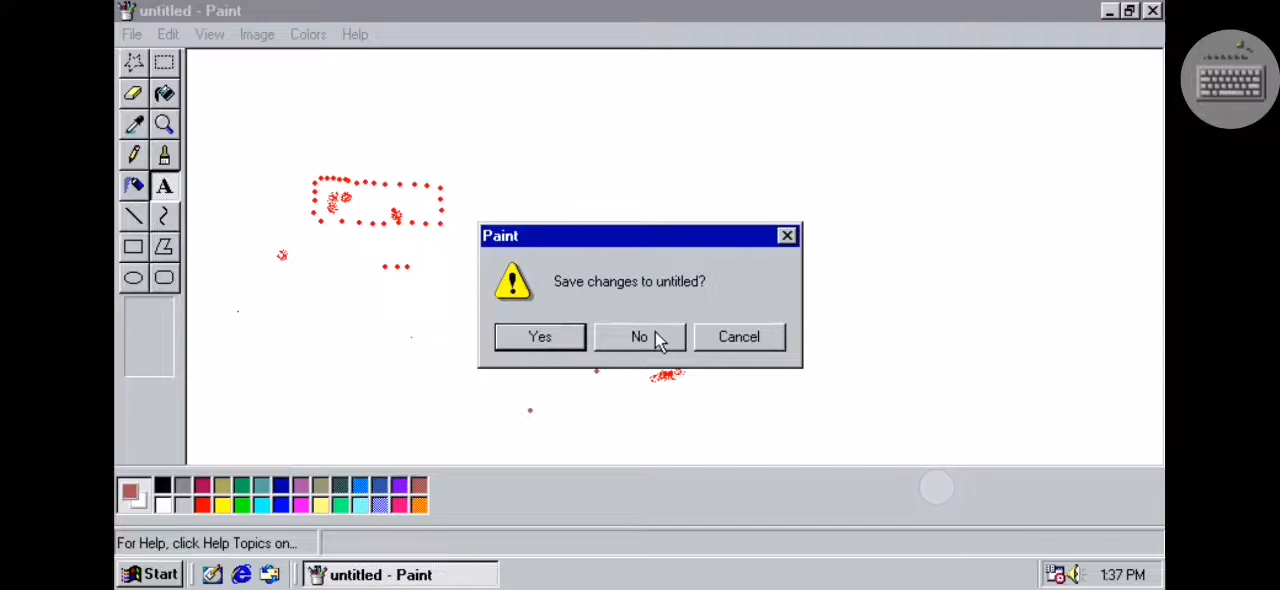 untitled - Paint
File Edit View Image Colors Help
A
Paint
Save changes to untitled?
Yes No Cancel
For Help, click Help Topics on...
Start untitled - Paint 1:37 PM